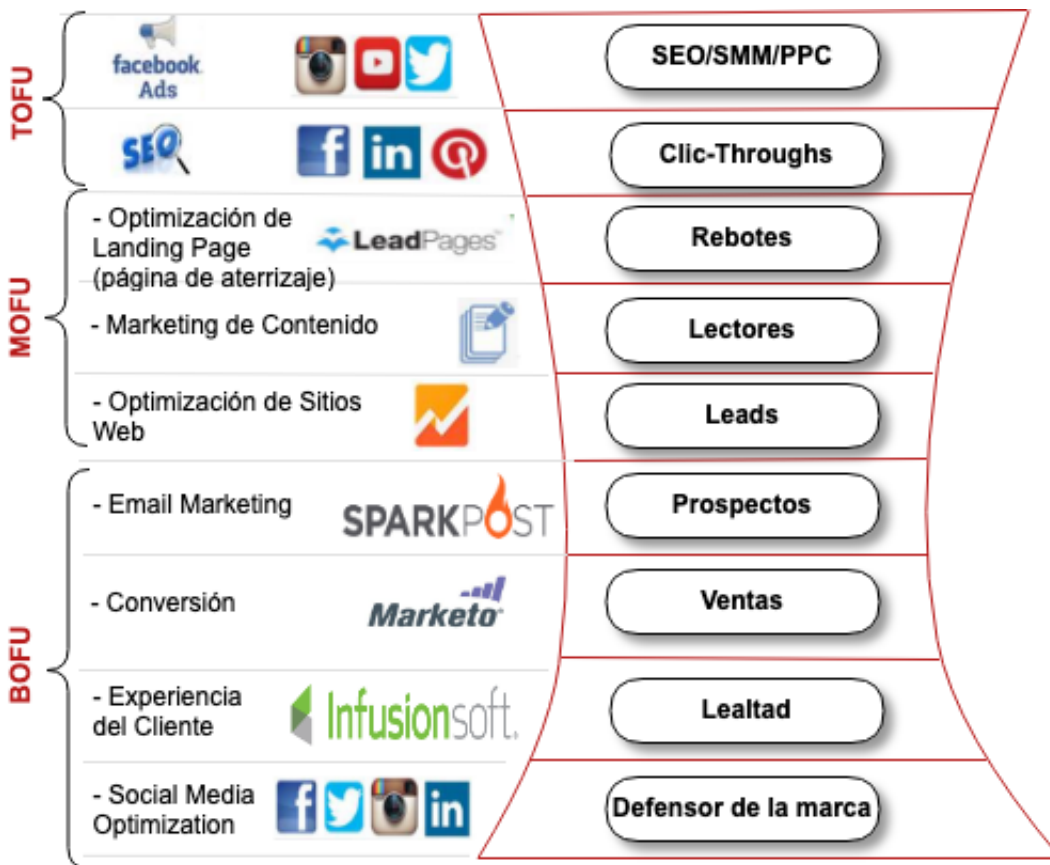 TOFU
facebook
Ads
SEO/SMM/PPC
SEO
f
in
Clic-Throughs
MOFU
- Optimización de
Landing Page
(página de aterrizaje)
LeadPages
Rebotes
- Marketing de Contenido
Lectores
- Optimización de Sitios
Web
Leads
BOFU
- Email Marketing
SPARKPOST
Prospectos
- Conversión
Marketo
Ventas
- Experiencia
del Cliente
Infusionsoft.
Lealtad
- Social Media
Optimization
f
in
Defensor de la marca